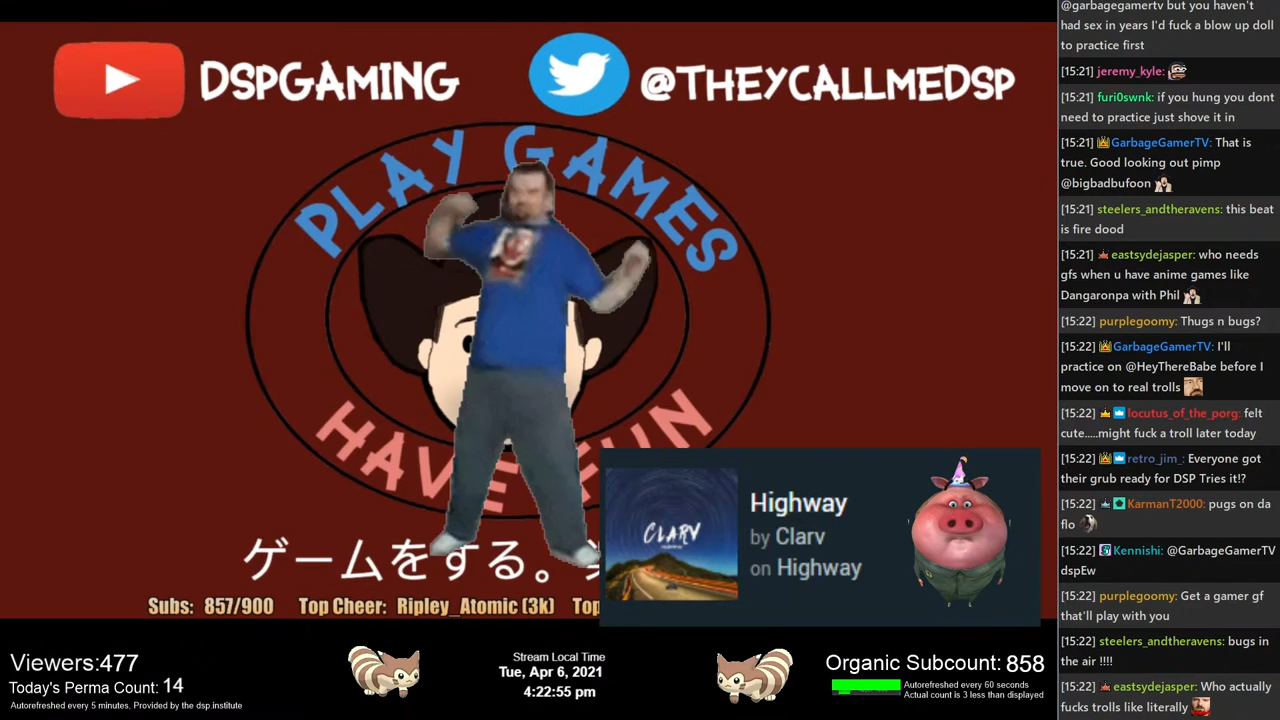 DSPGAMING
@THEYCALLMEDSP
PLAY GAMES
HAVE FUN
ゲームをする。
Subs: 857/900 Top Cheer: Ripley_Atomic (3k) Top
CLARV
Highway
by Clarv
on Highway
Viewers:477
Today's Perma Count: 14
Autorefreshed every 5 minutes, Provided by the dsp.institute
Stream Local Time
Tue, Apr 6, 2021
4:22:55 pm
Organic Subcount: 858
Autorefreshed every 60 seconds
Actual count is 3 less than displayed
@garbagegamertv but you haven't
had sex in years I'd fuck a blow up doll
to practice first
[15:21] jeremy_kyle:
[15:21] furi0swnk: if you hung you dont
need to practice just shove it in
[15:21] GarbageGamerTV: That is
true. Good looking out pimp
@bigbadbufoon
[15:21] steelers_andtheravens: this beat
is fire dood
[15:21] eastsydejasper: who needs
gfs when u have anime games like
Dangaronpa with Phil
[15:22] purplegoomy: Thugs n bugs?
[15:22] GarbageGamerTV: I'll
practice on @HeyThereBabe before I
move on to real trolls
[15:22] locutus_of_the_porg: felt
cute.....might fuck a troll later today
[15:22] retro_jim_: Everyone got
their grub ready for DSP Tries it!?
[15:22] KarmanT2000: pugs on da
flo
[15:22] Kennishi: @GarbageGamerTV
dspEw
[15:22] purplegoomy: Get a gamer gf
that'll play with you
[15:22] steelers_andtheravens: bugs in
the air !!!!
[15:22] eastsydejasper: Who actually
fucks trolls like literally